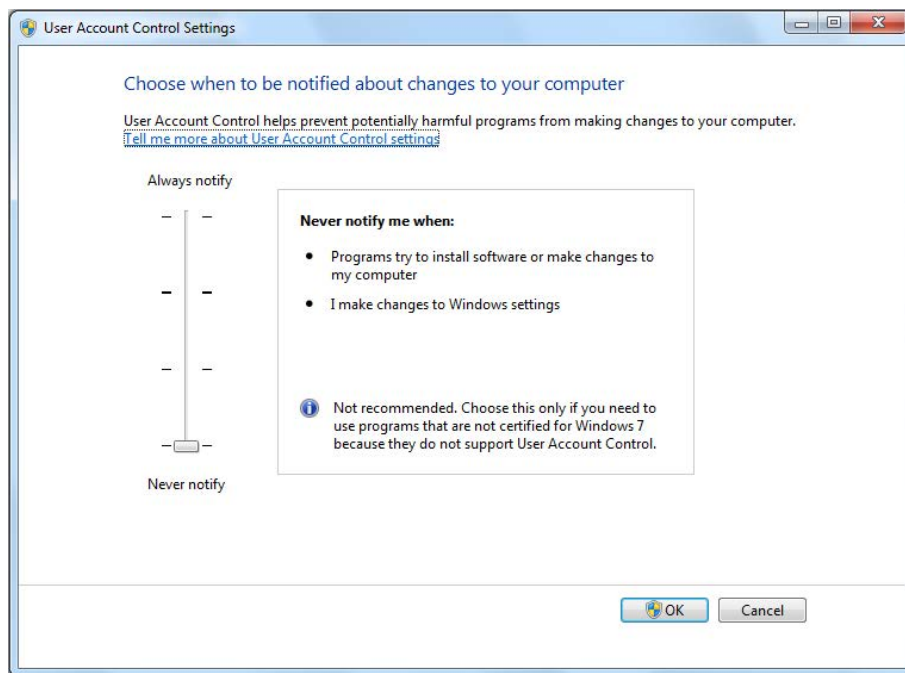 User Account Control Settings
Choose when to be notified about changes to your computer
User Account Control helps prevent potentially harmful programs from making changes to your computer.
Tell me more about User Account Control settings
Always notify
Never notify me when:
Programs try to install software or make changes to
my computer
I make changes to Windows settings
Not recommended. Choose this only if you need to
use programs that are not certified for Windows 7
because they do not support User Account Control.
Never notify
OK
Cancel